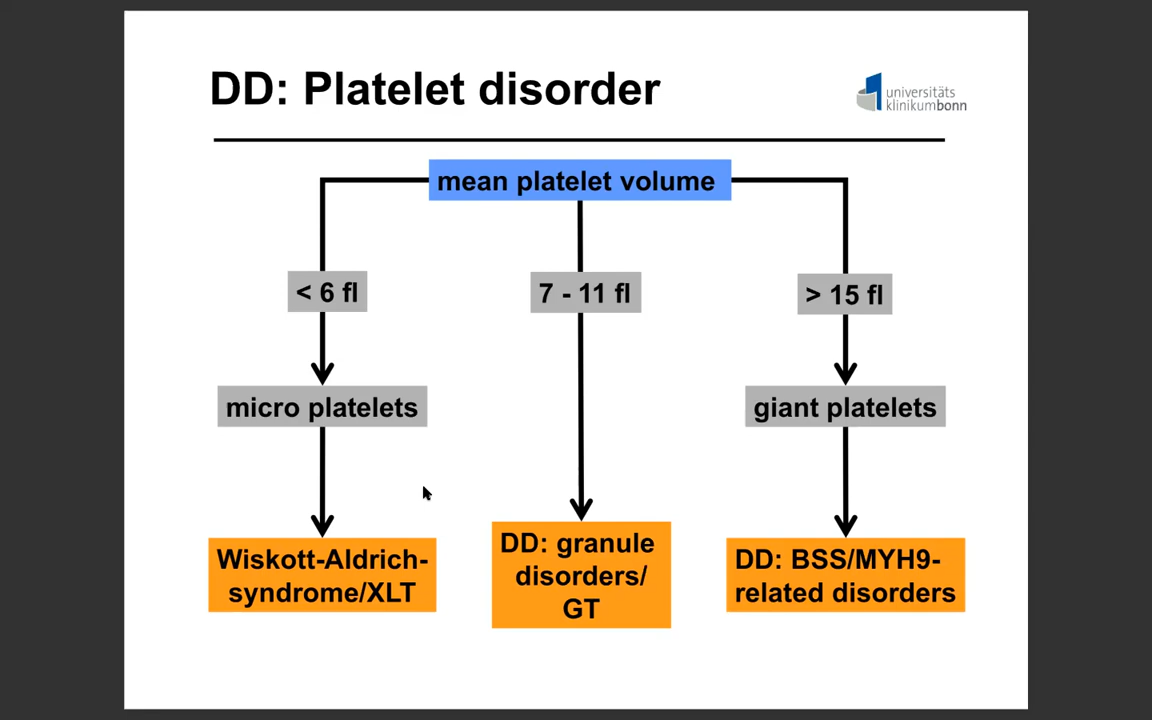 DD: Platelet disorder
universitäts
klinikumbonn
mean platelet volume
< 6 fl
7 - 11 fl
> 15 fl
micro platelets
giant platelets
Wiskott-Aldrich-
syndrome/XLT
DD: granule
disorders/
GT
DD: BSS/MYH9-
related disorders